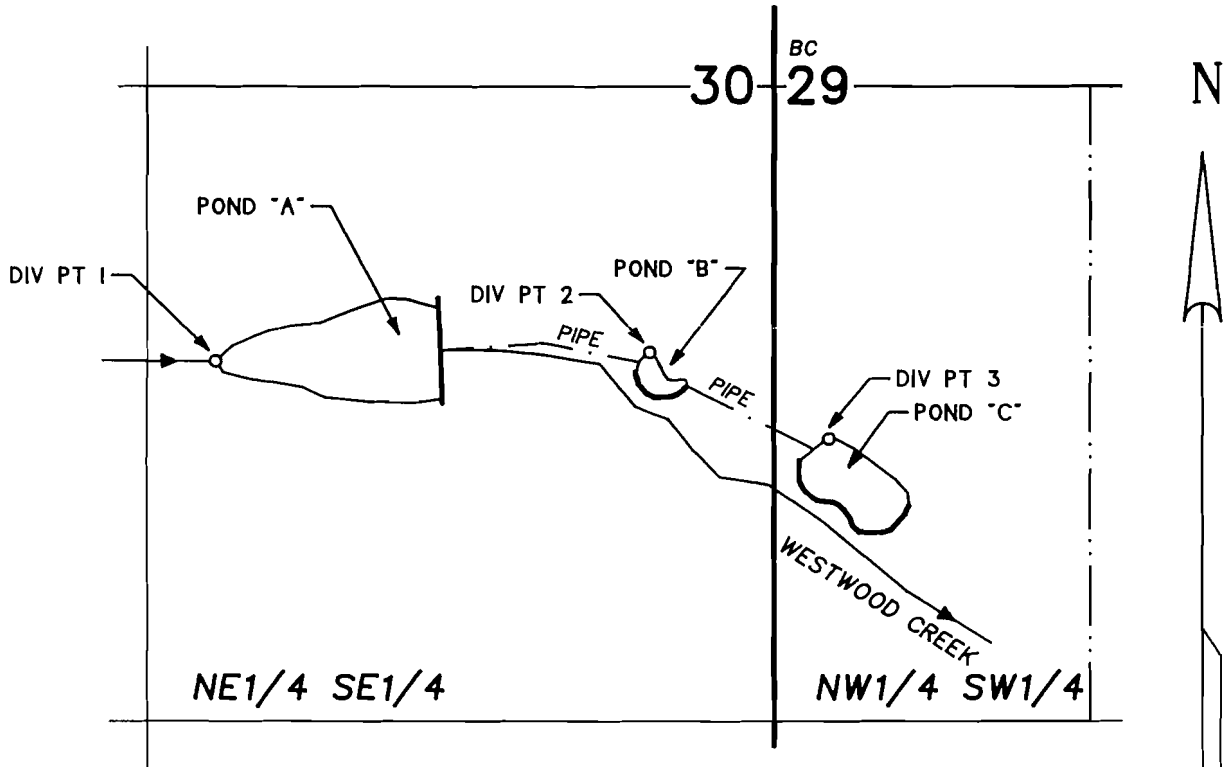 BC
30 29
N
POND "A"
DIV PT 1
POND "B"
DIV PT 2
PIPE
PIPE
DIV PT 3
POND "C"
WESTWOOD CREEK
NE1/4 SE1/4
NW1/4 SW1/4